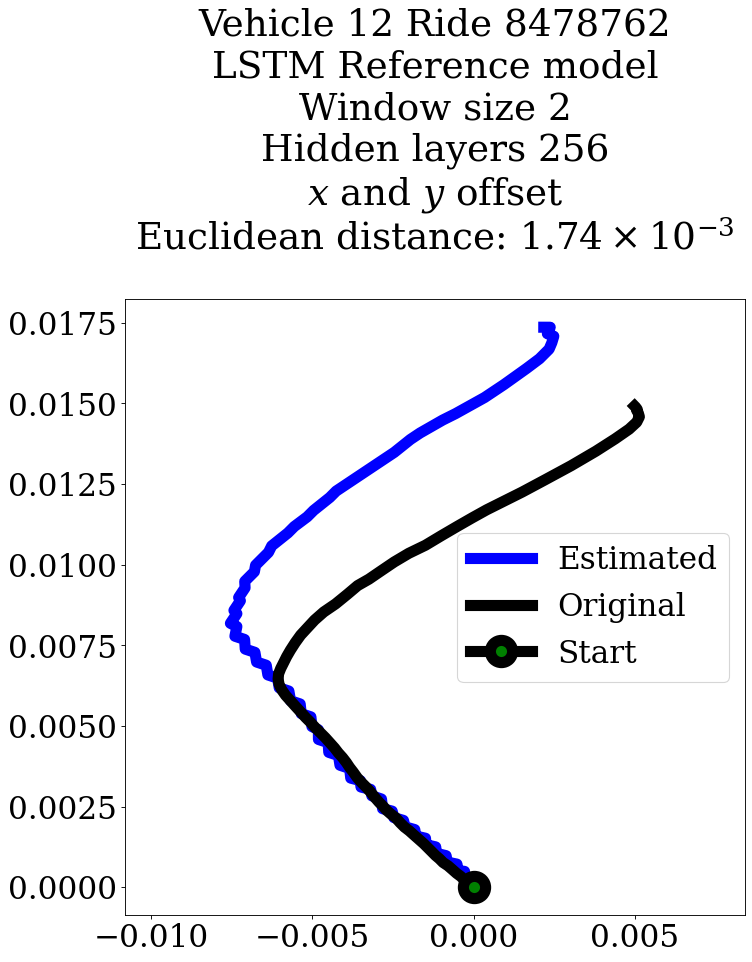 Vehicle 12 Ride 8478762
LSTM Reference model
Window size 2
Hidden layers 256
x and y offset
Euclidean distance: 1.74 × 10⁻³
0.0175
0.0150
0.0125
0.0100
0.0075
0.0050
0.0025
0.0000
Estimated
Original
Start
−0.010 −0.005 0.000 0.005